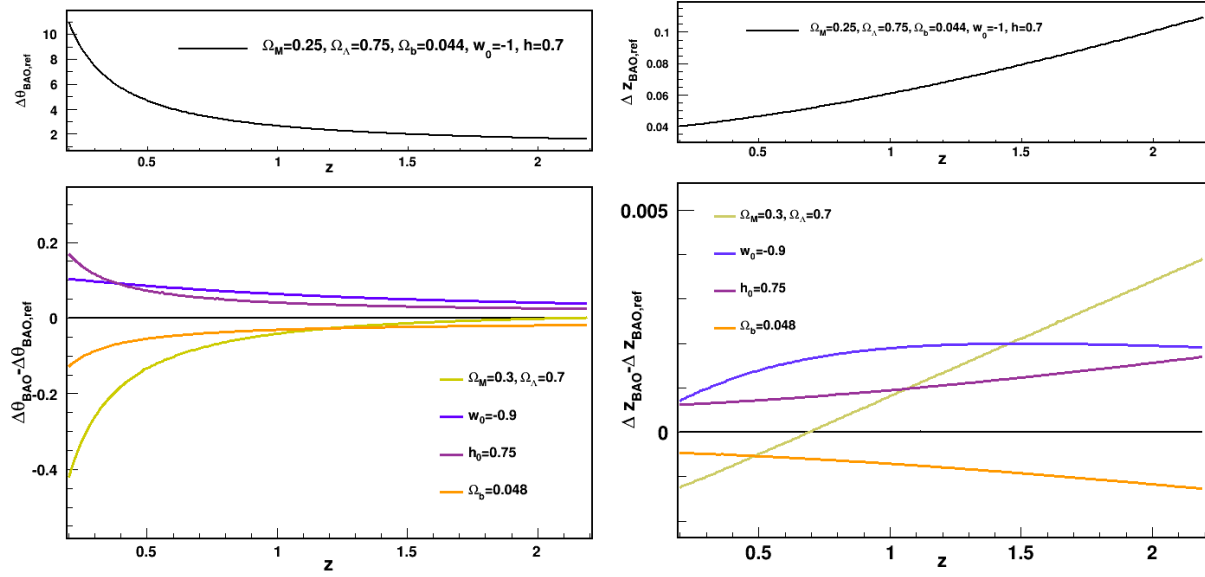 10
8
6
4
2
Δθ_BAO,ref
Ω_M=0.25, Ω_Λ=0.75, Ω_b=0.044, w_0=-1, h=0.7
0.5 1 1.5 2
z
0.1
0.08
0.06
0.04
Δ z_BAO,ref
Ω_M=0.25, Ω_Λ=0.75, Ω_b=0.044, w_0=-1, h=0.7
0.5 1 1.5 2
z
0.2
0
-0.2
-0.4
Δθ_BAO-Δθ_BAO,ref
Ω_M=0.3, Ω_Λ=0.7
w_0=-0.9
h_0=0.75
Ω_b=0.048
0.5 1 1.5 2
z
0.005
0
Δ z_BAO-Δ z_BAO,ref
Ω_M=0.3, Ω_Λ=0.7
w_0=-0.9
h_0=0.75
Ω_b=0.048
0.5 1 1.5 2
z